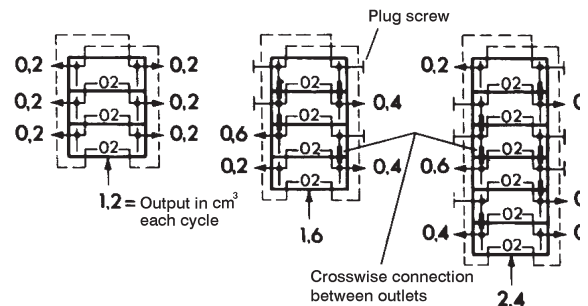 Plug screw
0,2 02 0,2
0,2 02 0,2
0,2 02 0,2
1,2 = Output in cm³
each cycle
02
02 0,4
0,6 02
0,2 02 0,4
1,6
0,2 02
02
02
0,6 02
02
0,4 02
2,4
Crosswise connection
between outlets